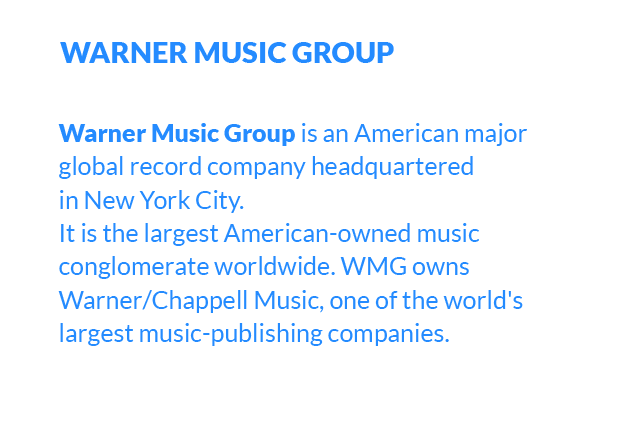 WARNER MUSIC GROUP
Warner Music Group is an American major
global record company headquartered
in New York City.
It is the largest American-owned music
conglomerate worldwide. WMG owns
Warner/Chappell Music, one of the world's
largest music-publishing companies.